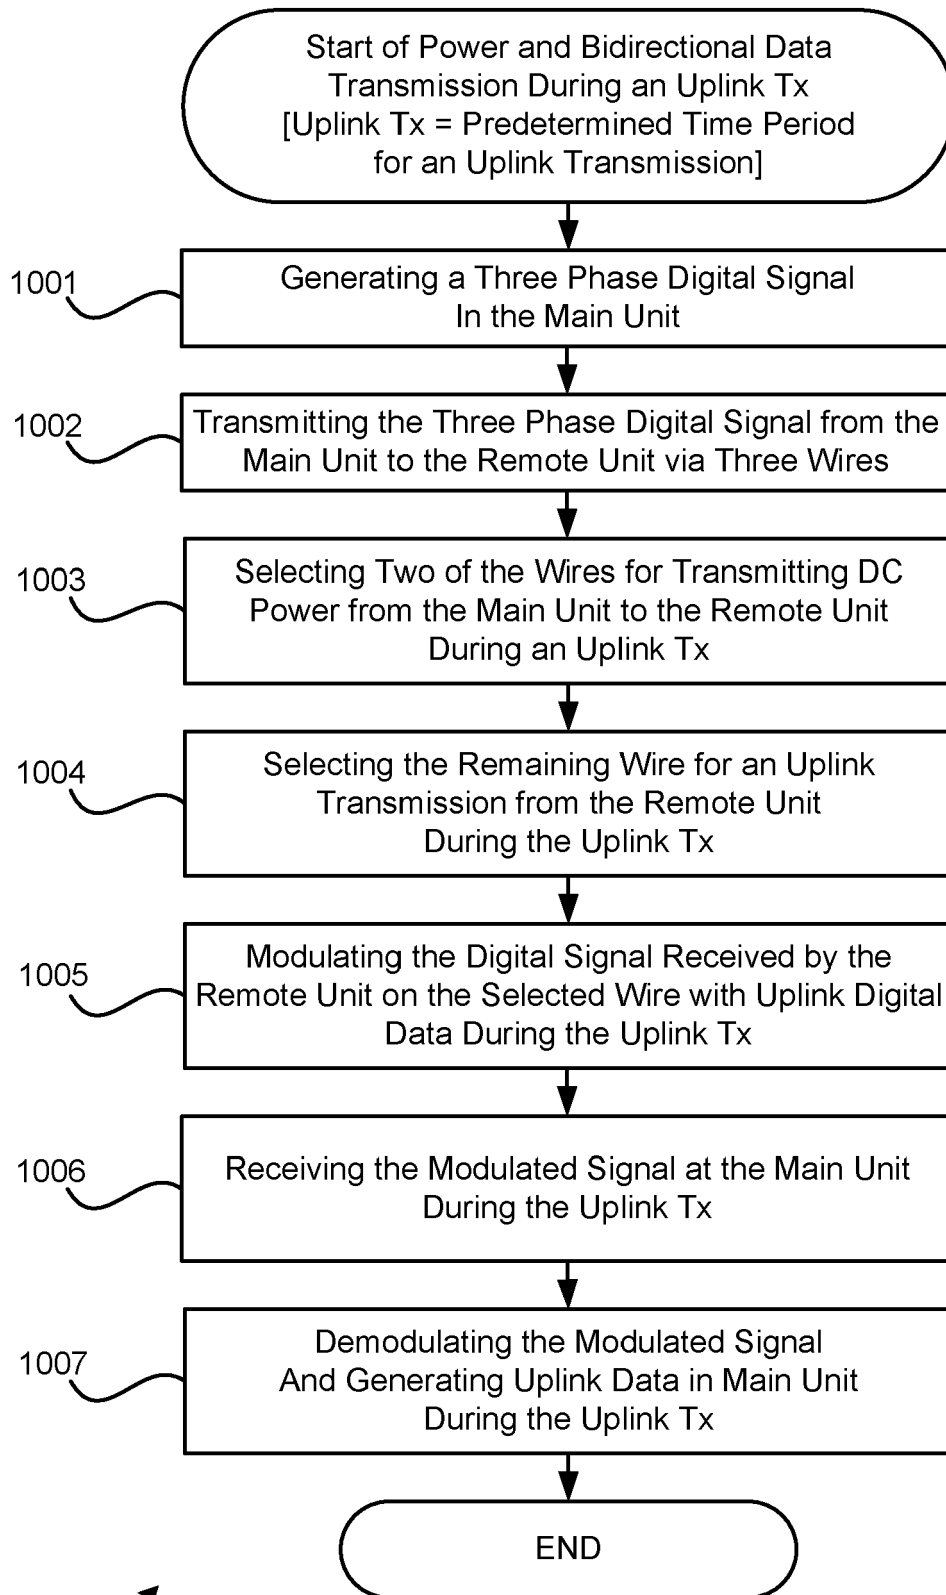 Start of Power and Bidirectional Data
Transmission During an Uplink Tx
[Uplink Tx = Predetermined Time Period
for an Uplink Transmission]
1001
Generating a Three Phase Digital Signal
In the Main Unit
1002
Transmitting the Three Phase Digital Signal from the
Main Unit to the Remote Unit via Three Wires
1003
Selecting Two of the Wires for Transmitting DC
Power from the Main Unit to the Remote Unit
During an Uplink Tx
1004
Selecting the Remaining Wire for an Uplink
Transmission from the Remote Unit
During the Uplink Tx
1005
Modulating the Digital Signal Received by the
Remote Unit on the Selected Wire with Uplink Digital
Data During the Uplink Tx
1006
Receiving the Modulated Signal at the Main Unit
During the Uplink Tx
1007
Demodulating the Modulated Signal
And Generating Uplink Data in Main Unit
During the Uplink Tx
END